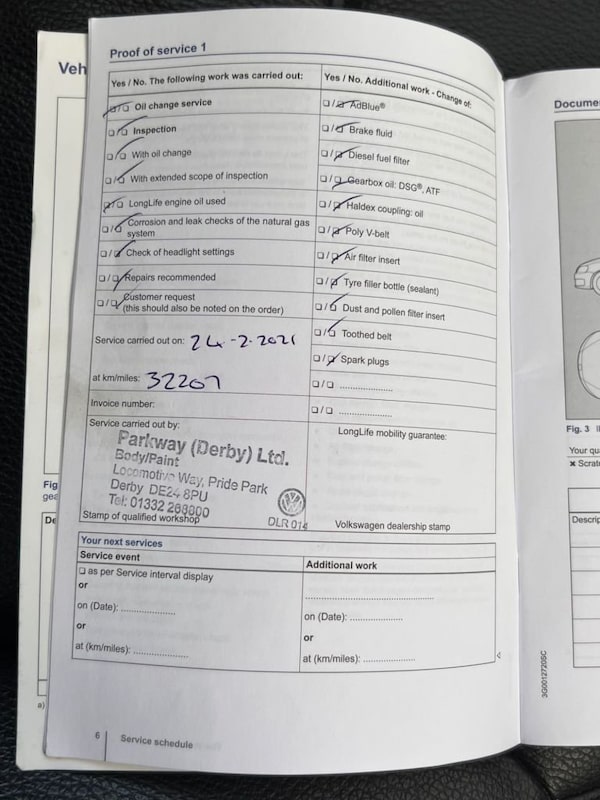 Veh
Proof of service 1
Yes / No. The following work was carried out:
☑/☐ Oil change service
☐/☑ Inspection
☐/☑ With oil change
☐/☑ With extended scope of inspection
☑/☐ LongLife engine oil used
☐/☑ Corrosion and leak checks of the natural gas
system
☐/☑ Check of headlight settings
☐/☑ Repairs recommended
☐/☑ Customer request
(this should also be noted on the order)
Service carried out on: 24-2-2021
at km/miles: 32207
Invoice number:
Service carried out by:
Parkway (Derby) Ltd.
Body/Paint
Locomotive Way, Pride Park
Derby DE24 8PU
Tel: 01332 268800
DLR 014
Stamp of qualified workshop
Yes / No. Additional work - Change of:
☐/☑ AdBlue®
☐/☑ Brake fluid
☐/☑ Diesel fuel filter
☐/☑ Gearbox oil: DSG®, ATF
☐/☑ Haldex coupling: oil
☐/☑ Poly V-belt
☐/☑ Air filter insert
☐/☑ Tyre filler bottle (sealant)
☐/☑ Dust and pollen filter insert
☐/☑ Toothed belt
☐/☑ Spark plugs
☐/☐ ....................
☐/☐ ....................
LongLife mobility guarantee:
Volkswagen dealership stamp
Your next services
Service event
☐ as per Service interval display
or
on (Date): ..................
or
at (km/miles): ..................
Additional work
..........................................
on (Date): ..................
or
at (km/miles): ..................
6
Service schedule
3G0012720SC
Fig
gea
De
a)
Docume
Fig. 3
Your qu
× Scrat
Descrip